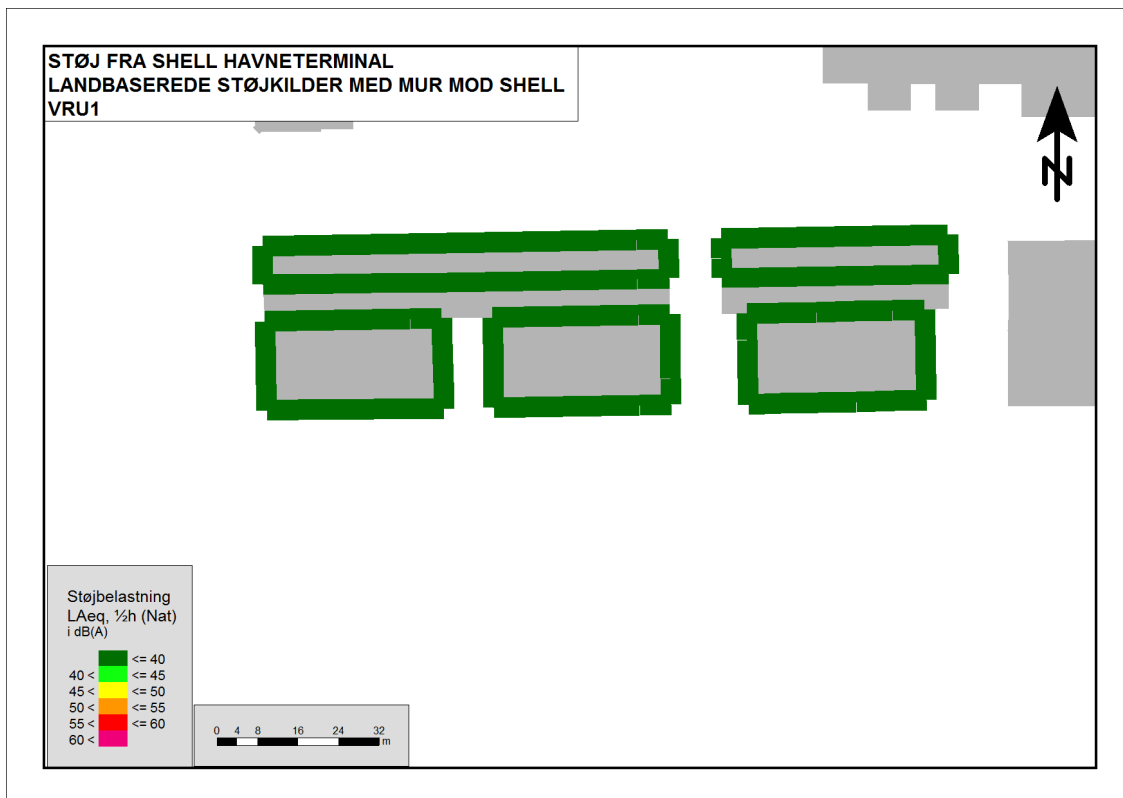 STØJ FRA SHELL HAVNETERMINAL
LANDBASEREDE STØJKILDER MED MUR MOD SHELL
VRU1
N
Støjbelastning
LAeq, ½h (Nat)
i dB(A)
<= 40
40 < <= 45
45 < <= 50
50 < <= 55
55 < <= 60
60 <
0 4 8 16 24 32
m